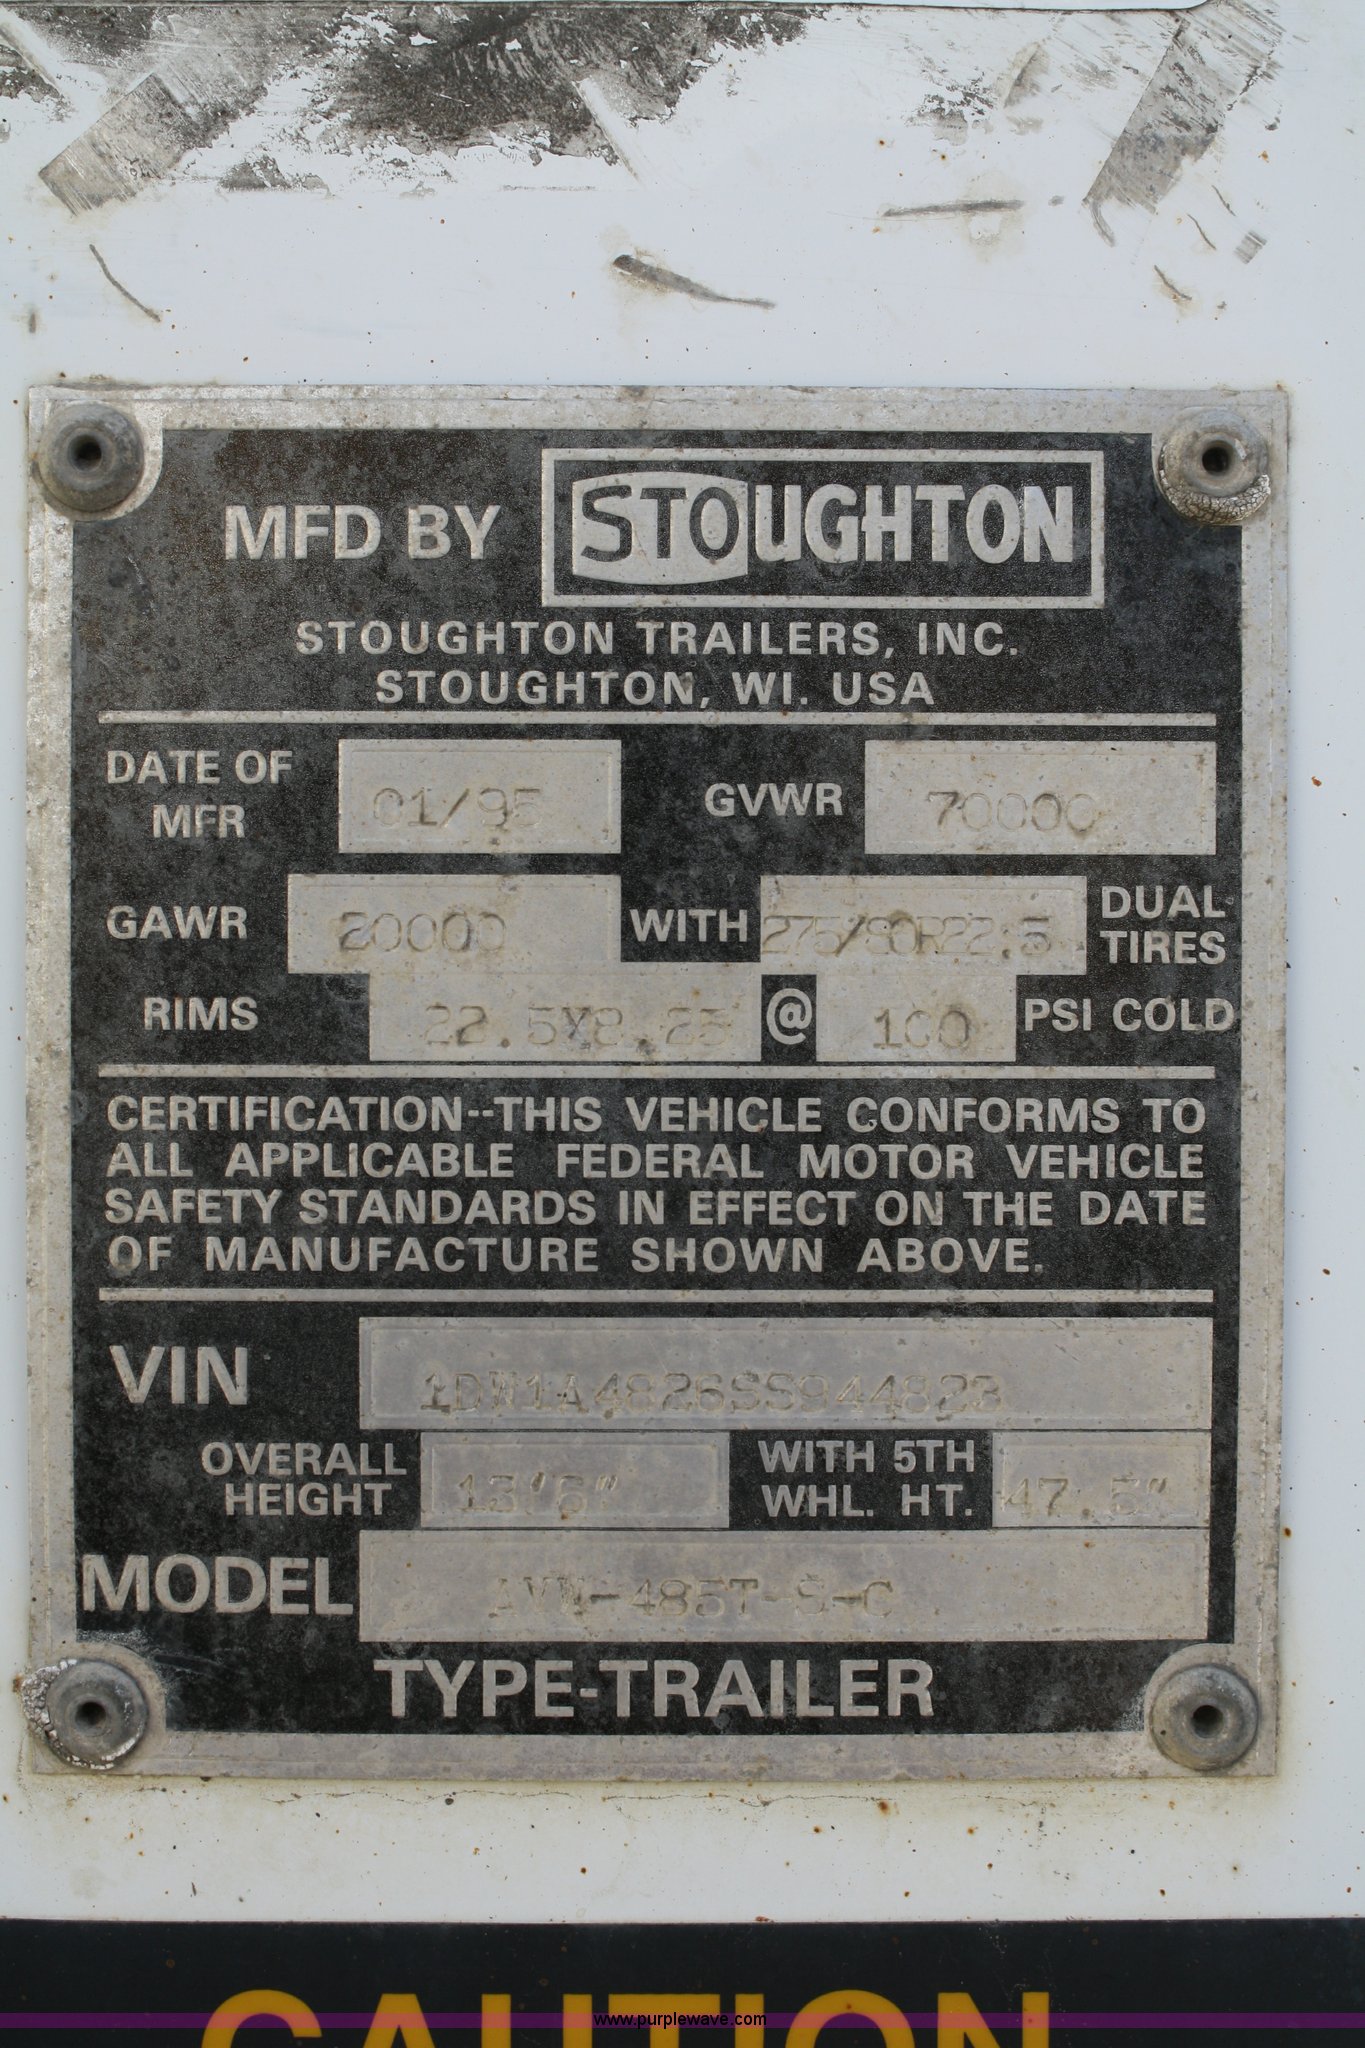 MFD BY STOUGHTON
STOUGHTON TRAILERS, INC.
STOUGHTON, WI. USA
DATE OF MFR 01/95 GVWR 70000
GAWR 20000 WITH 275/80R22.5 DUAL TIRES
RIMS 22.5X8.25 @ 100 PSI COLD
CERTIFICATION--THIS VEHICLE CONFORMS TO
ALL APPLICABLE FEDERAL MOTOR VEHICLE
SAFETY STANDARDS IN EFFECT ON THE DATE
OF MANUFACTURE SHOWN ABOVE.
VIN 1DW1A4826SS944823
OVERALL HEIGHT 13'6" WITH 5TH WHL. HT. 47.5"
MODEL AVW-485T-S-C
TYPE-TRAILER
CAUTION
www.purplewave.com